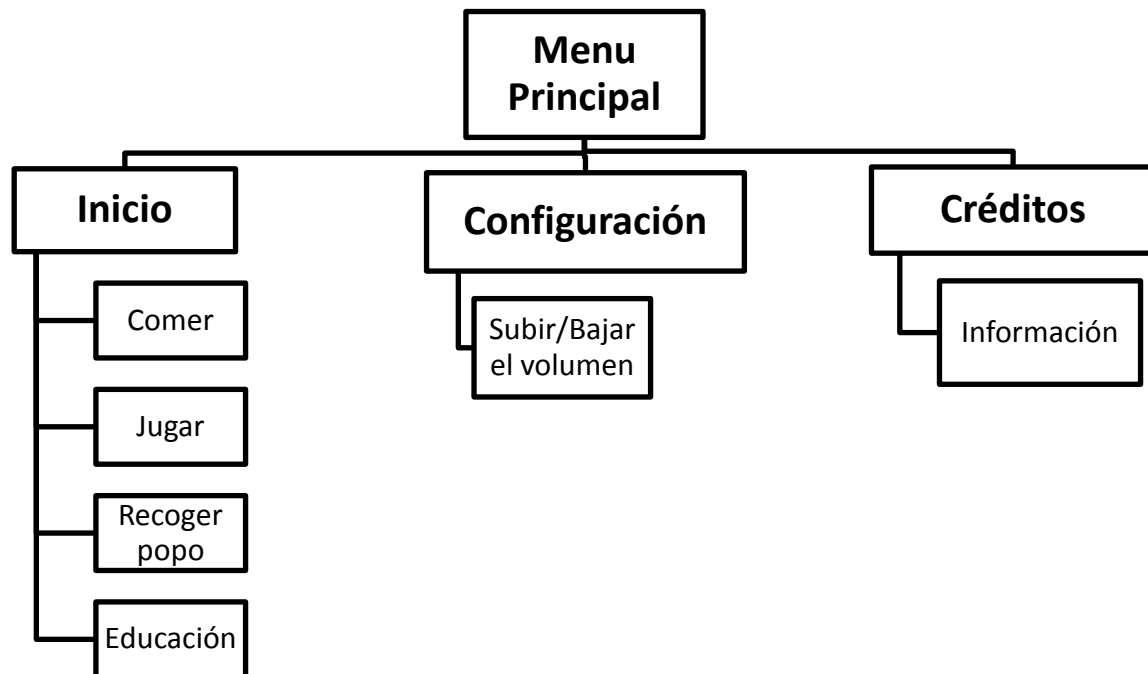 Menu
Principal
Inicio
Configuración
Créditos
Comer
Jugar
Recoger
popo
Educación
Subir/Bajar
el volumen
Información